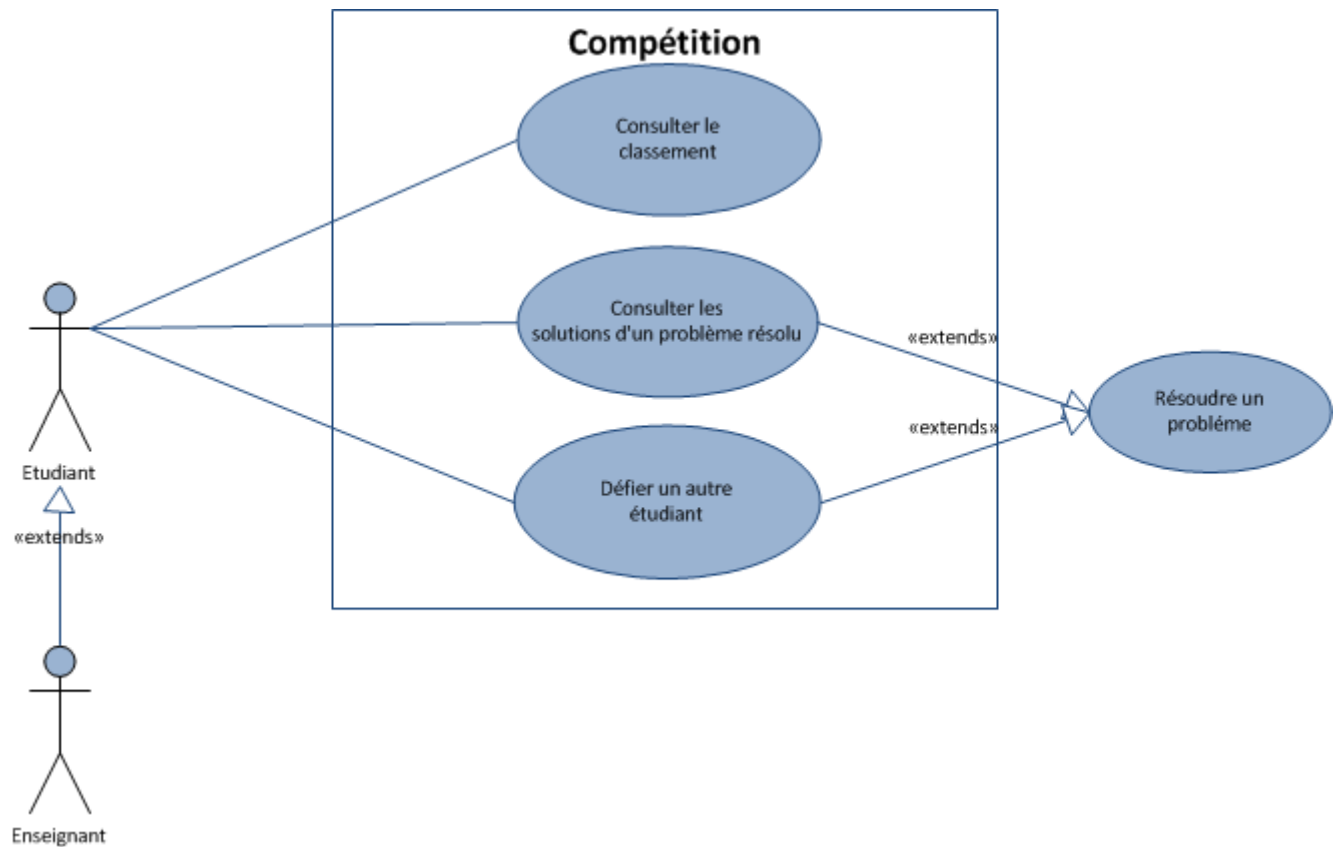 Compétition
Consulter le
classement
Consulter les
solutions d'un problème résolu
«extends»
Résoudre un
probléme
«extends»
Etudiant
Défier un autre
étudiant
«extends»
Enseignant